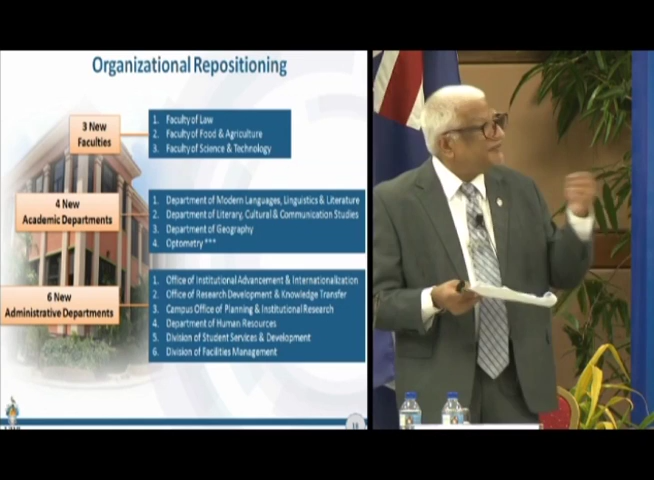 Organizational Repositioning
3 New
Faculties
1. Faculty of Law
2. Faculty of Food & Agriculture
3. Faculty of Science & Technology
4 New
Academic Departments
1. Department of Modern Languages, Linguistics & Literature
2. Department of Literary, Cultural & Communication Studies
3. Department of Geography
4. Optometry ***
6 New
Administrative Departments
1. Office of Institutional Advancement & Internationalization
2. Office of Research Development & Knowledge Transfer
3. Campus Office of Planning & Institutional Research
4. Department of Human Resources
5. Division of Student Services & Development
6. Division of Facilities Management